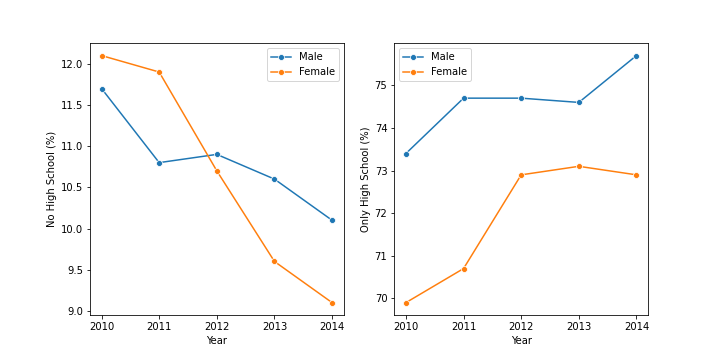 No High School (%)
12.0
11.5
11.0
10.5
10.0
9.5
9.0
Male
Female
2010 2011 2012 2013 2014
Year
Only High School (%)
75
74
73
72
71
70
Male
Female
2010 2011 2012 2013 2014
Year